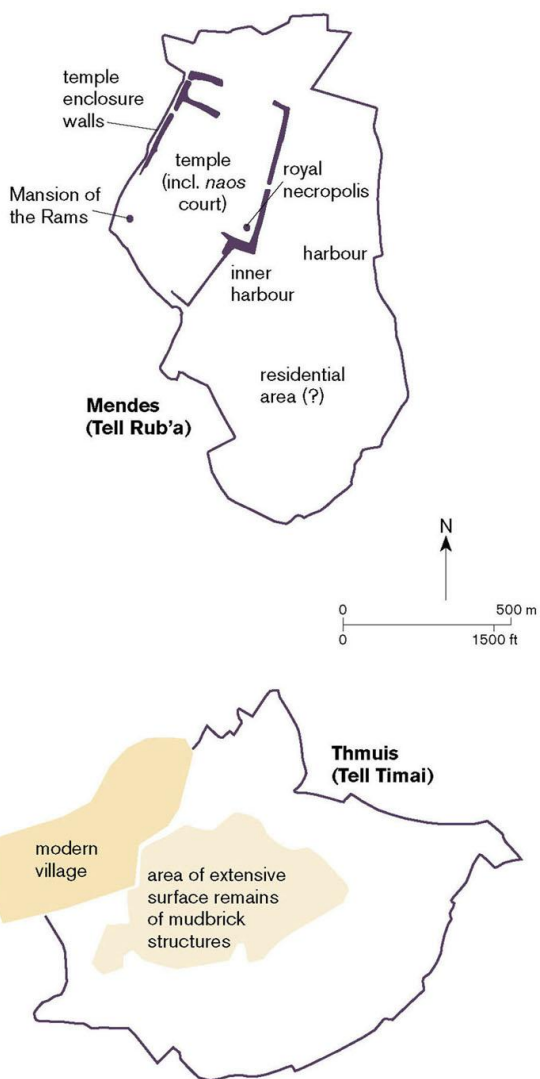 temple
enclosure
walls
temple
(incl. naos
court)
royal
necropolis
Mansion of
the Rams
harbour
inner
harbour
residential
area (?)
Mendes
(Tell Rub’a)
N
0 500 m
0 1500 ft
Thmuis
(Tell Timai)
modern
village
area of extensive
surface remains
of mudbrick
structures